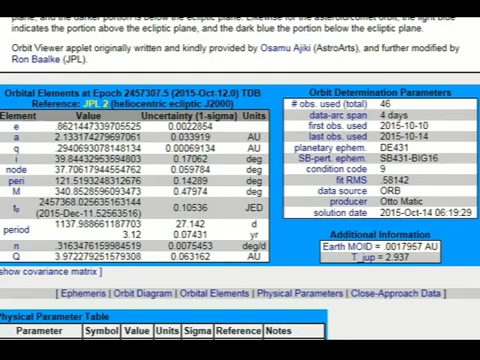 plane, and the darker portion is below the ecliptic plane. Likewise for the asteroid/comet orbit, the light blue
indicates the portion above the ecliptic plane, and the dark blue the portion below the ecliptic plane.
Orbit Viewer applet originally written and kindly provided by Osamu Ajiki (AstroArts), and further modified by
Ron Baalke (JPL).
Orbital Elements at Epoch 2457307.5 (2015-Oct-12.0) TDB
Reference: JPL 2 (heliocentric ecliptic J2000)
Element Value Uncertainty (1-sigma) Units
e .8621447339705525 0.0022854
a 2.133174279697061 0.033919 AU
q .2940693078148314 0.00069134 AU
i 39.84432953594803 0.17062 deg
node 37.70617944554762 0.059784 deg
peri 121.5193248312676 0.14289 deg
M 340.8528596093473 0.47974 deg
tp 2457368.025635163144
(2015-Dec-11.52563516) 0.10536 JED
period 1137.988661187703 27.142 d
3.12 0.07431 yr
n .3163476159984519 0.0075453 deg/d
Q 3.972279251579308 0.063162 AU
show covariance matrix ]
Orbit Determination Parameters
# obs. used (total) 46
data-arc span 4 days
first obs. used 2015-10-10
last obs. used 2015-10-14
planetary ephem. DE431
SB-pert. ephem. SB431-BIG16
condition code 9
fit RMS .58142
data source ORB
producer Otto Matic
solution date 2015-Oct-14 06:19:29
Additional Information
Earth MOID = .0017957 AU
T_jup = 2.937
[ Ephemeris | Orbit Diagram | Orbital Elements | Physical Parameters | Close-Approach Data ]
Physical Parameter Table
Parameter Symbol Value Units Sigma Reference Notes